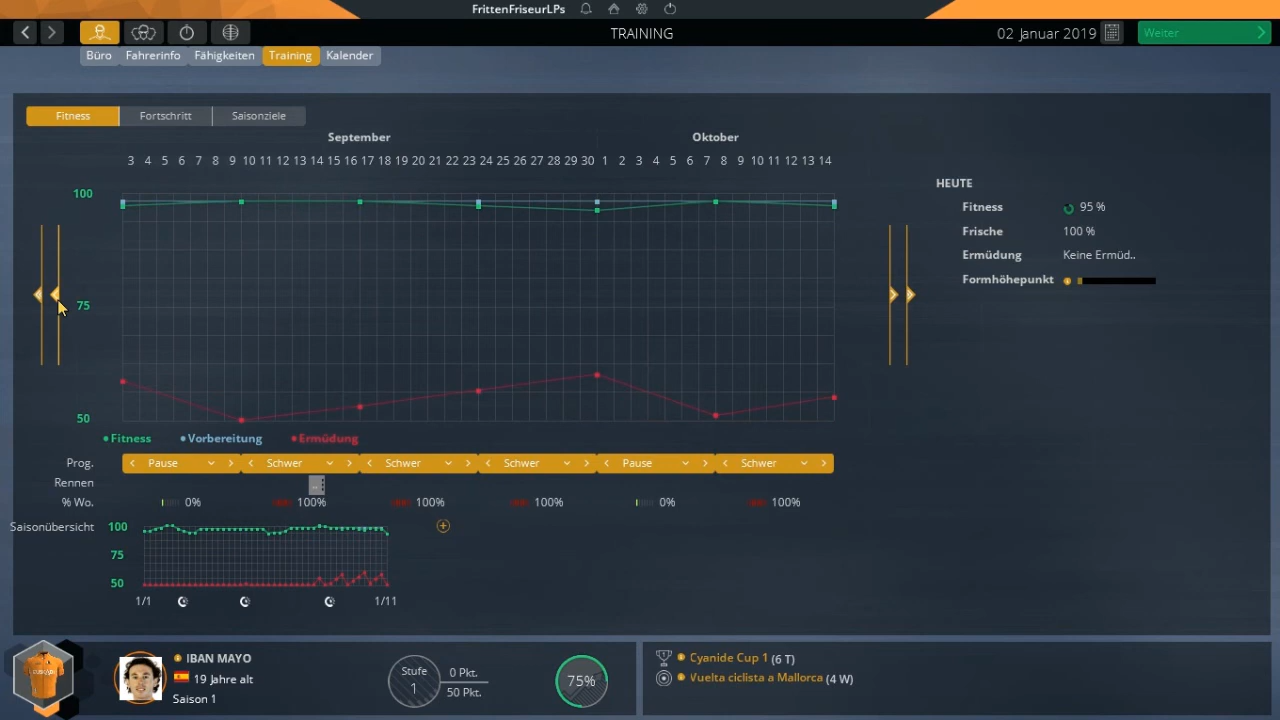 FrittenFriseurLPs
TRAINING
02 Januar 2019
Weiter
Büro Fahrerinfo Fähigkeiten Training Kalender
Fitness Fortschritt Saisonziele
September Oktober
3 4 5 6 7 8 9 10 11 12 13 14 15 16 17 18 19 20 21 22 23 24 25 26 27 28 29 30 1 2 3 4 5 6 7 8 9 10 11 12 13 14
100
75
50
HEUTE
Fitness 95 %
Frische 100 %
Ermüdung Keine Ermüd..
Formhöhepunkt
Fitness Vorbereitung Ermüdung
Prog. Pause Schwer Schwer Schwer Pause Schwer
Rennen ...
% Wo. 0% 100% 100% 100% 0% 100%
Saisonübersicht 100
75
50
1/1 1/11
IBAN MAYO
19 Jahre alt
Saison 1
Stufe
1
0 Pkt.
50 Pkt.
75%
Cyanide Cup 1 (6 T)
Vuelta ciclista a Mallorca (4 W)